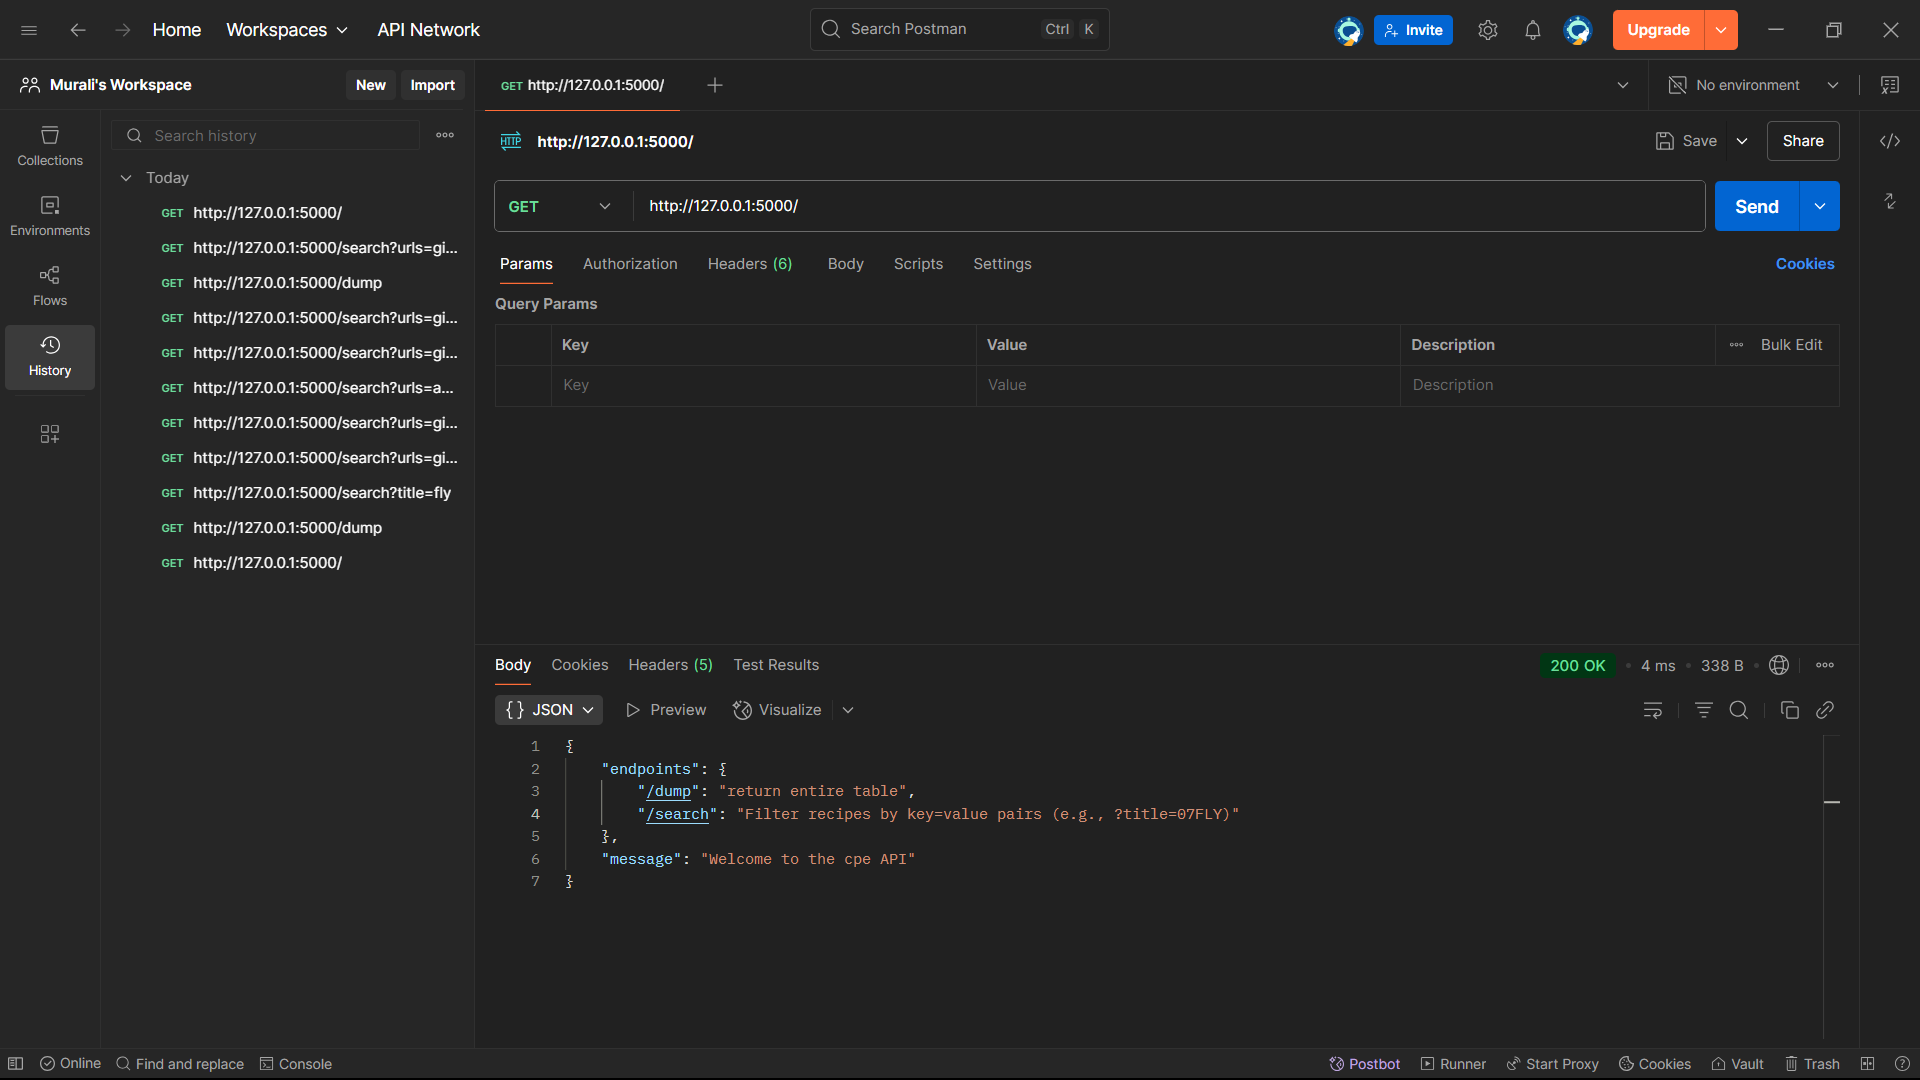 Home Workspaces API Network Search Postman Ctrl K Invite Upgrade
Murali's Workspace New Import GET http://127.0.0.1:5000/ No environment
Search history
HTTP http://127.0.0.1:5000/ Save Share
Collections
Environments
Flows
History
Today
GET http://127.0.0.1:5000/
GET http://127.0.0.1:5000/search?urls=gi...
GET http://127.0.0.1:5000/dump
GET http://127.0.0.1:5000/search?urls=gi...
GET http://127.0.0.1:5000/search?urls=gi...
GET http://127.0.0.1:5000/search?urls=a...
GET http://127.0.0.1:5000/search?urls=gi...
GET http://127.0.0.1:5000/search?urls=gi...
GET http://127.0.0.1:5000/search?title=fly
GET http://127.0.0.1:5000/dump
GET http://127.0.0.1:5000/
GET http://127.0.0.1:5000/ Send
Params Authorization Headers (6) Body Scripts Settings Cookies
Query Params
Key Value Description Bulk Edit
Key Value Description
Body Cookies Headers (5) Test Results 200 OK 4 ms 338 B
{} JSON Preview Visualize
1 {
2 "endpoints": {
3 "/dump": "return entire table",
4 "/search": "Filter recipes by key=value pairs (e.g., ?title=07FLY)"
5 },
6 "message": "Welcome to the cpe API"
7 }
Online Find and replace Console Postbot Runner Start Proxy Cookies Vault Trash